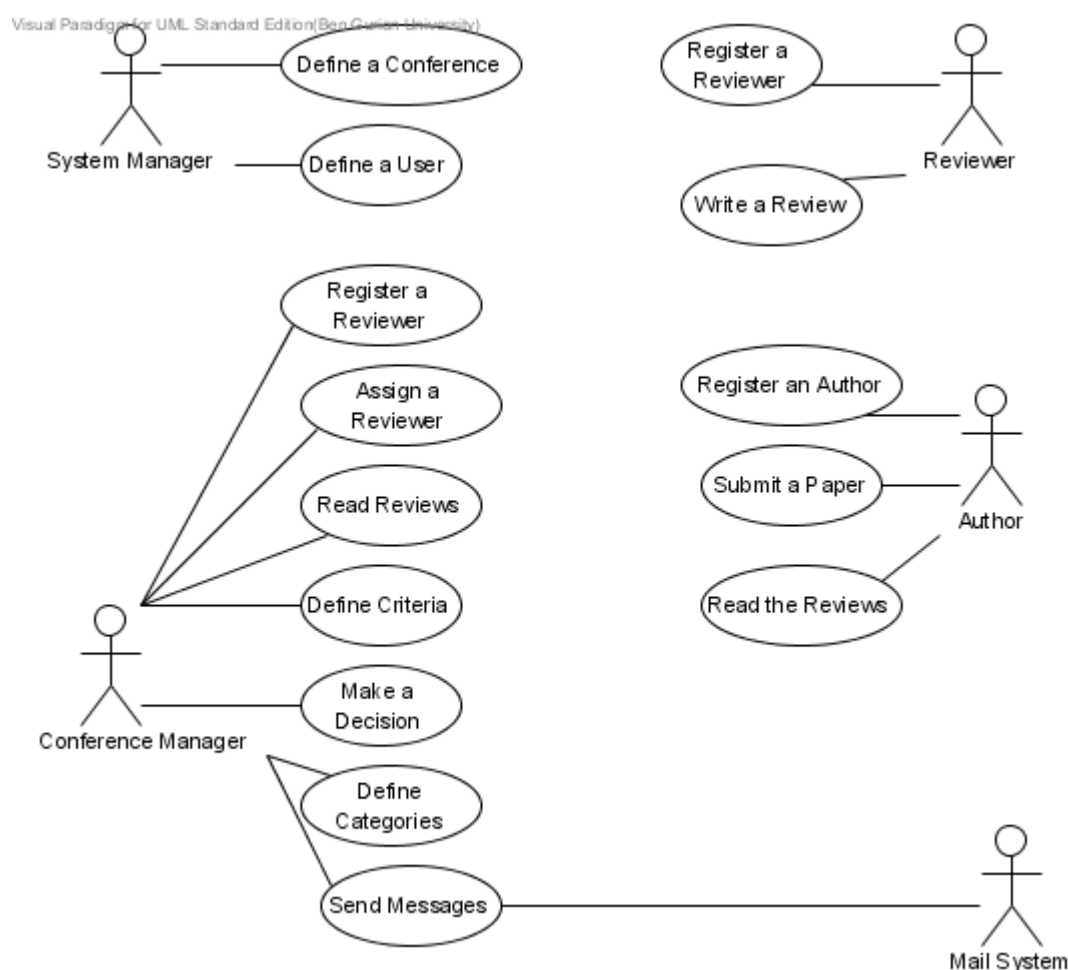 Visual Paradigm for UML Standard Edition(Ben Gurion University)
Define a Conference
System Manager
Define a User
Register a
Reviewer
Reviewer
Write a Review
Register a
Reviewer
Assign a
Reviewer
Read Reviews
Define Criteria
Conference Manager
Make a
Decision
Define
Categories
Send Messages
Register an Author
Submit a Paper
Author
Read the Reviews
Mail System